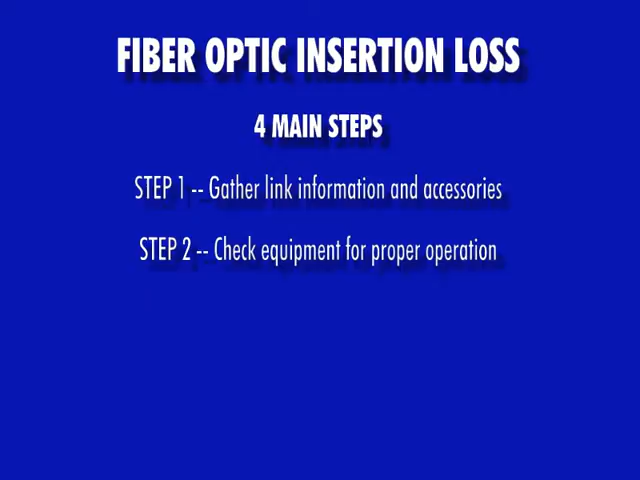 FIBER OPTIC INSERTION LOSS
4 MAIN STEPS
STEP 1 -- Gather link information and accessories
STEP 2 -- Check equipment for proper operation